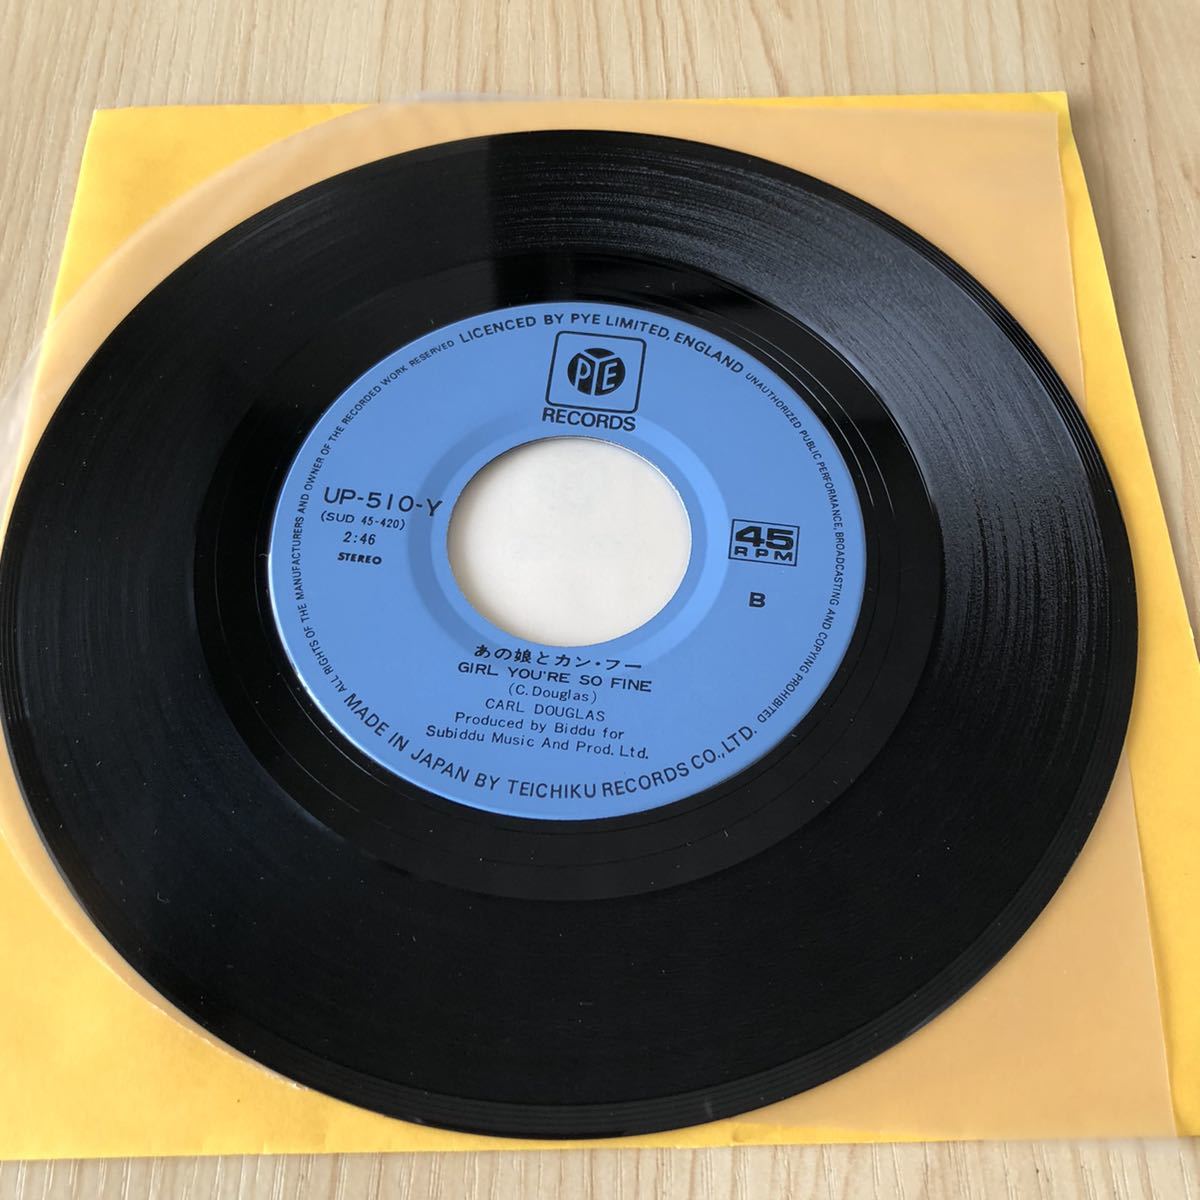 ALL RIGHTS OF THE MANUFACTURERS AND OWNER OF THE RECORDED WORK RESERVED LICENCED BY PYE LIMITED, ENGLAND UNAUTHORIZED PUBLIC PERFORMANCE, BROADCASTING AND COPYING PROHIBITED
PYE
RECORDS
UP-510-Y
(SUD 45-420)
2:46
STEREO
45
RPM
B
あの娘とカン・フー
GIRL YOU'RE SO FINE
(C. Douglas)
CARL DOUGLAS
Produced by Biddu for
Subiddu Music And Prod. Ltd.
MADE IN JAPAN BY TEICHIKU RECORDS CO., LTD.